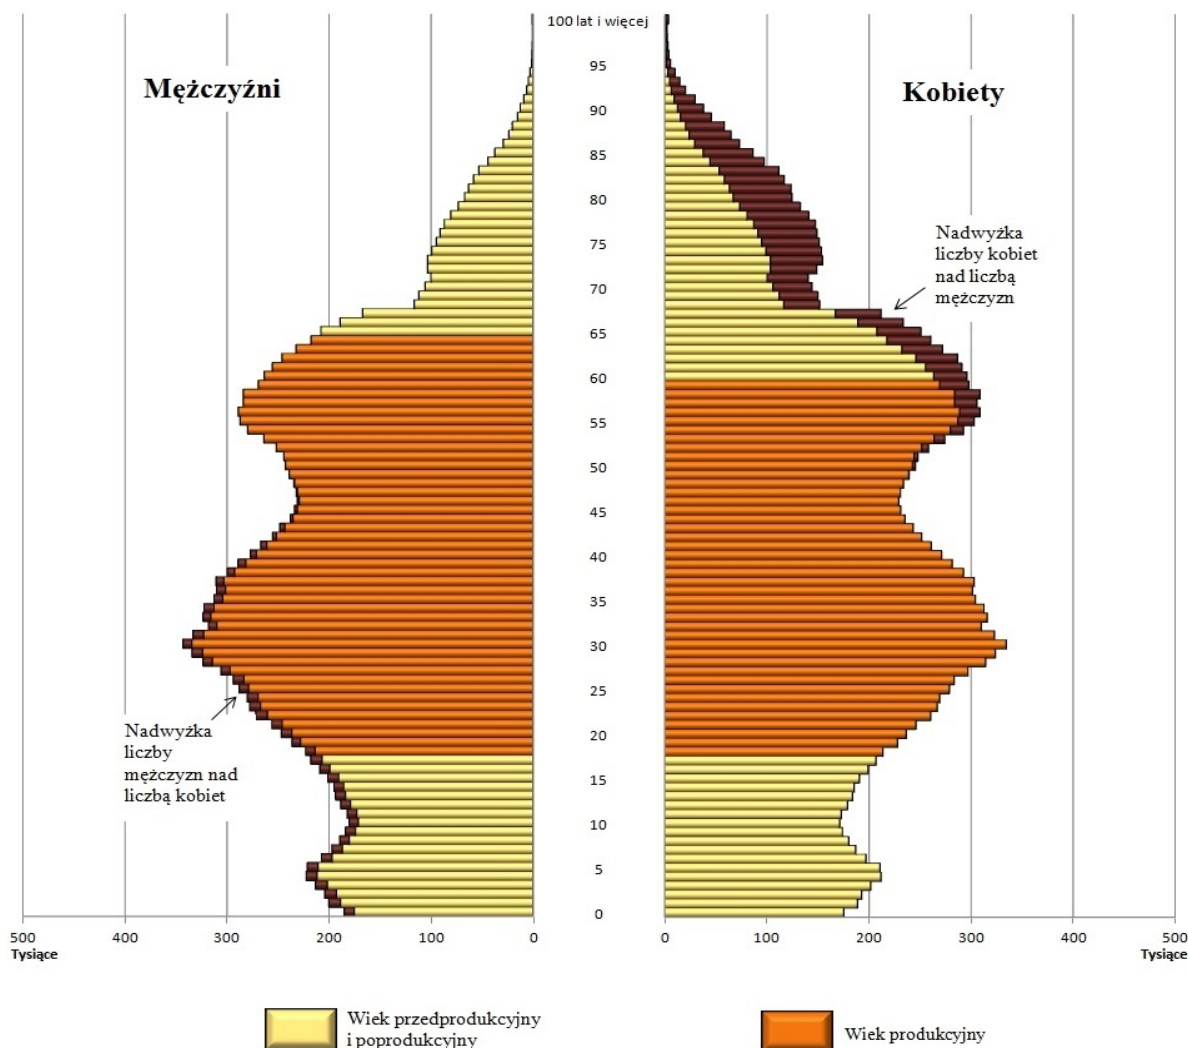 100 lat i więcej
Mężczyźni
Kobiety
95
90
85
80
75
70
65
60
55
50
45
40
35
30
25
20
15
10
5
0
Nadwyżka
liczby kobiet
nad liczbą
mężczyzn
Nadwyżka
liczby
mężczyzn nad
liczbą kobiet
500 400 300 200 100 0
Tysiące
0 100 200 300 400 500
Tysiące
Wiek przedprodukcyjny
i poprodukcyjny
Wiek produkcyjny